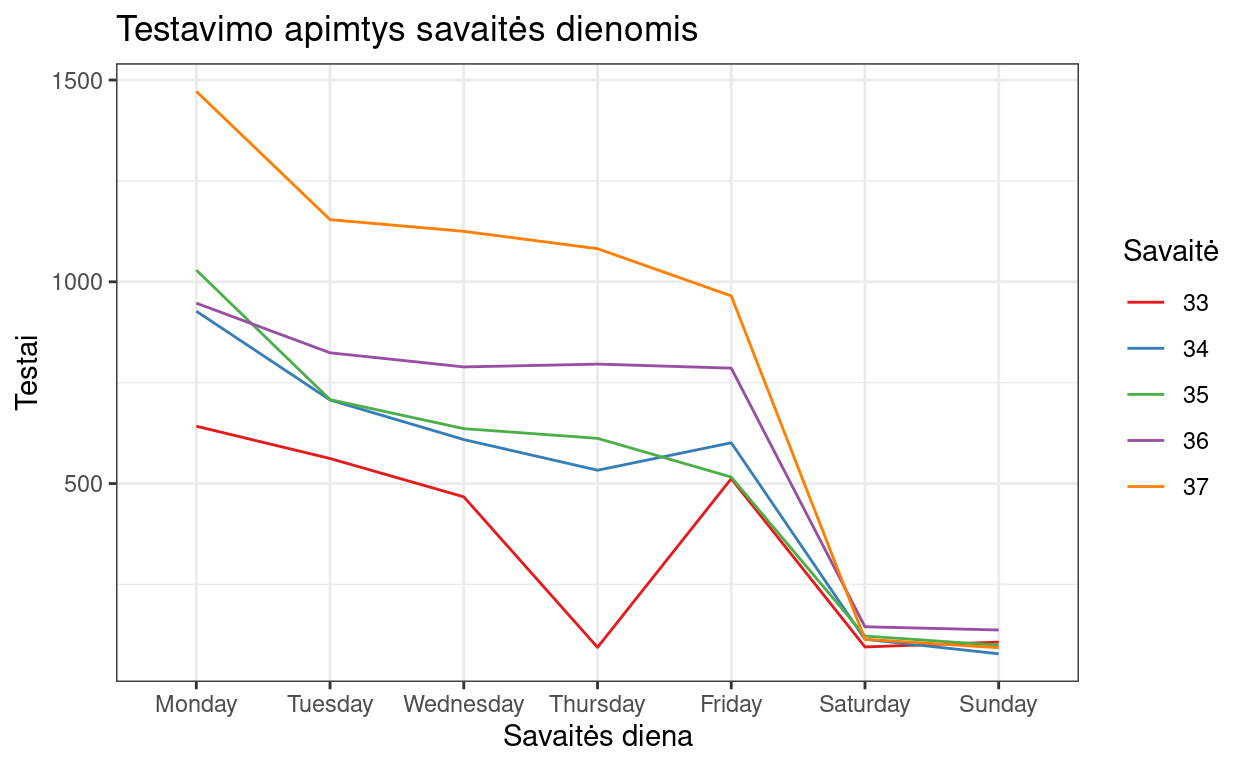 Testavimo apimtys savaitės dienomis
1500
1000
500
Testai
Monday Tuesday Wednesday Thursday Friday Saturday Sunday
Savaitės diena
Savaitė
33
34
35
36
37